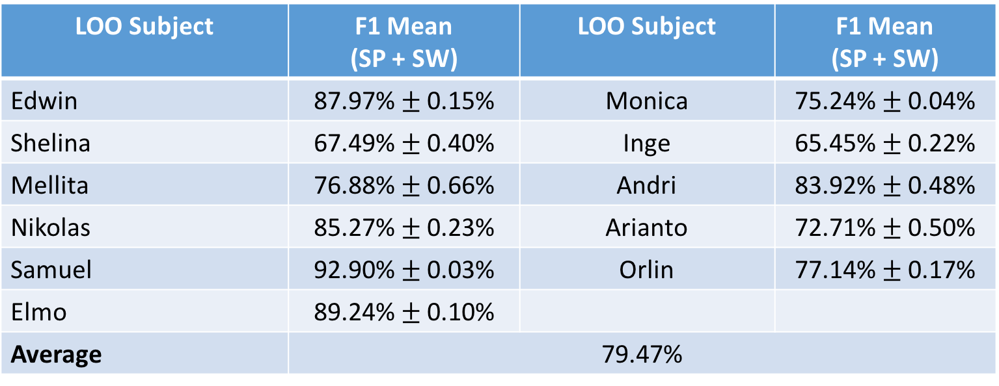 LOO Subject F1 Mean (SP + SW) LOO Subject F1 Mean (SP + SW)
Edwin 87.97% ± 0.15% Monica 75.24% ± 0.04%
Shelina 67.49% ± 0.40% Inge 65.45% ± 0.22%
Mellita 76.88% ± 0.66% Andri 83.92% ± 0.48%
Nikolas 85.27% ± 0.23% Arianto 72.71% ± 0.50%
Samuel 92.90% ± 0.03% Orlin 77.14% ± 0.17%
Elmo 89.24% ± 0.10%
Average 79.47%